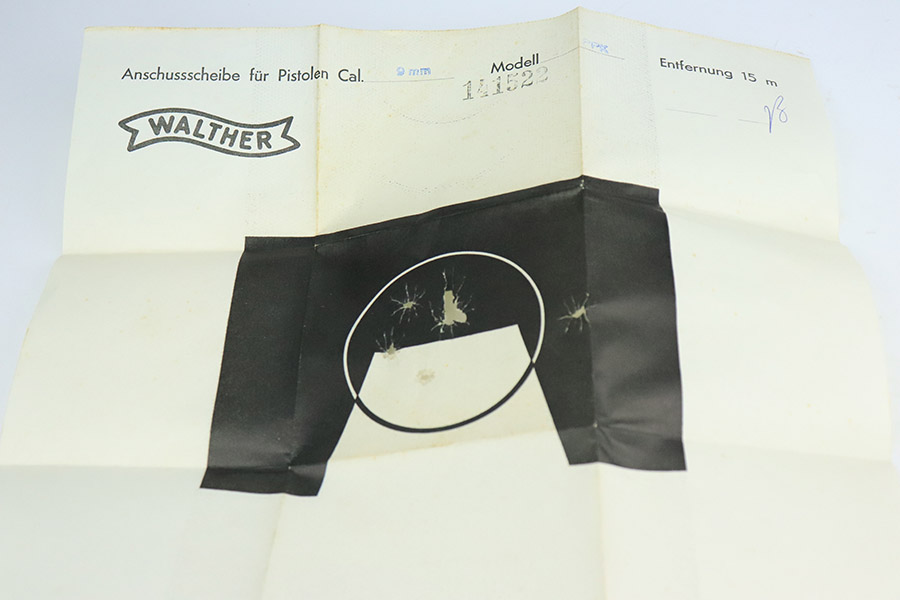 Anschussscheibe für Pistolen Cal. 9 mm Modell Entfernung 15 m
141522
WALTHER